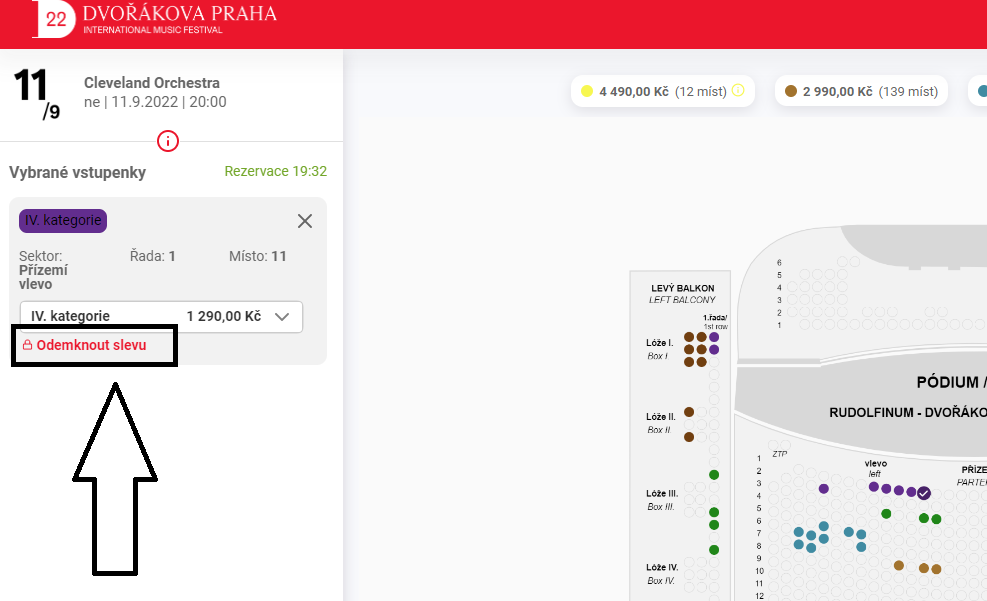 22
DVOŘÁKOVA PRAHA
INTERNATIONAL MUSIC FESTIVAL
11/9
Cleveland Orchestra
ne | 11.9.2022 | 20:00
Vybrané vstupenky
Rezervace 19:32
IV. kategorie
Sektor:
Přízemí
vlevo
Řada: 1
Místo: 11
IV. kategorie 1 290,00 Kč
Odemknout slevu
4 490,00 Kč (12 míst)
2 990,00 Kč (139 míst)
LEVÝ BALKON
LEFT BALCONY
1.řada/
1st row
Lóže I.
Box I.
Lóže II.
Box II.
Lóže III.
Box III.
Lóže IV.
Box IV.
6
5
4
3
2
1
PÓDIUM /
RUDOLFINUM - DVOŘÁKO
ZTP
vlevo
left
PŘÍZE
PARTE
1
2
3
4
5
6
7
8
9
10
11
12